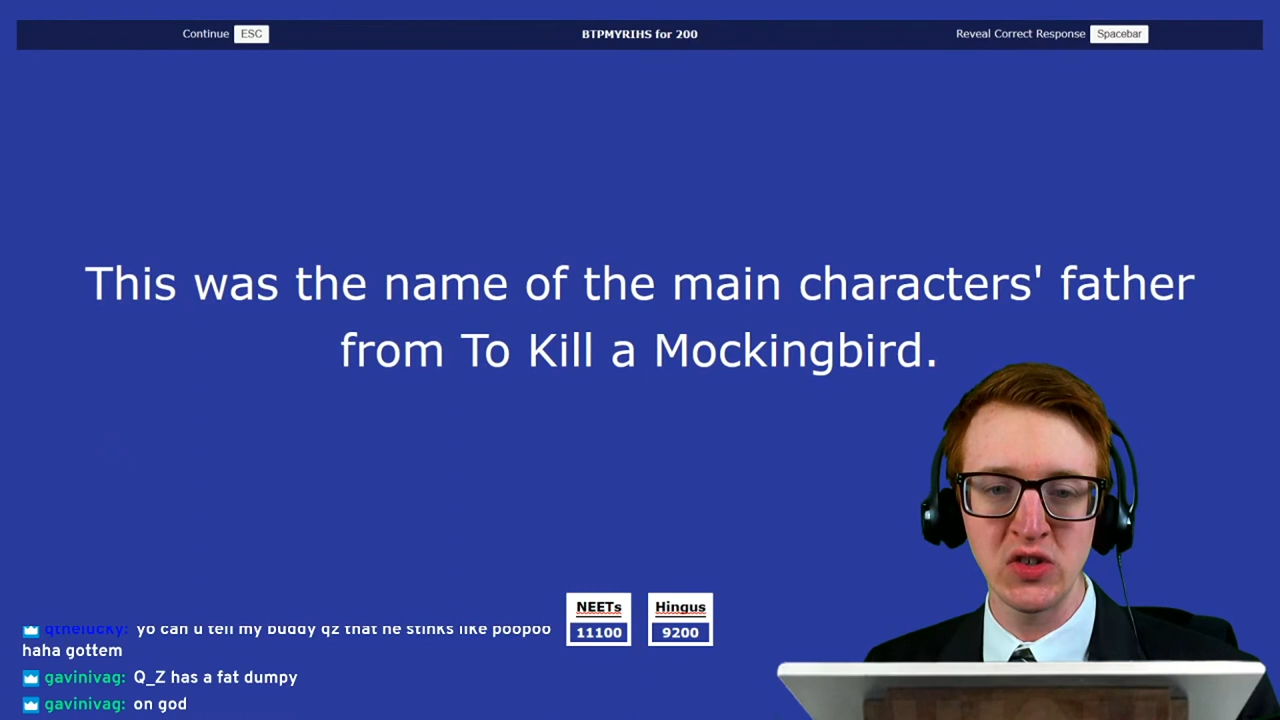 Continue ESC
BTPMYRIHS for 200
Reveal Correct Response Spacebar
This was the name of the main characters' father
from To Kill a Mockingbird.
NEETs
11100
Hingus
9200
qthelucky: yo can u tell my buddy qz that he stinks like poopoo
haha gottem
gavinivag: Q_Z has a fat dumpy
gavinivag: on god